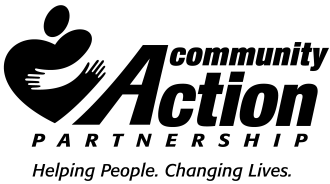 community
Action
PARTNERSHIP
Helping People. Changing Lives.